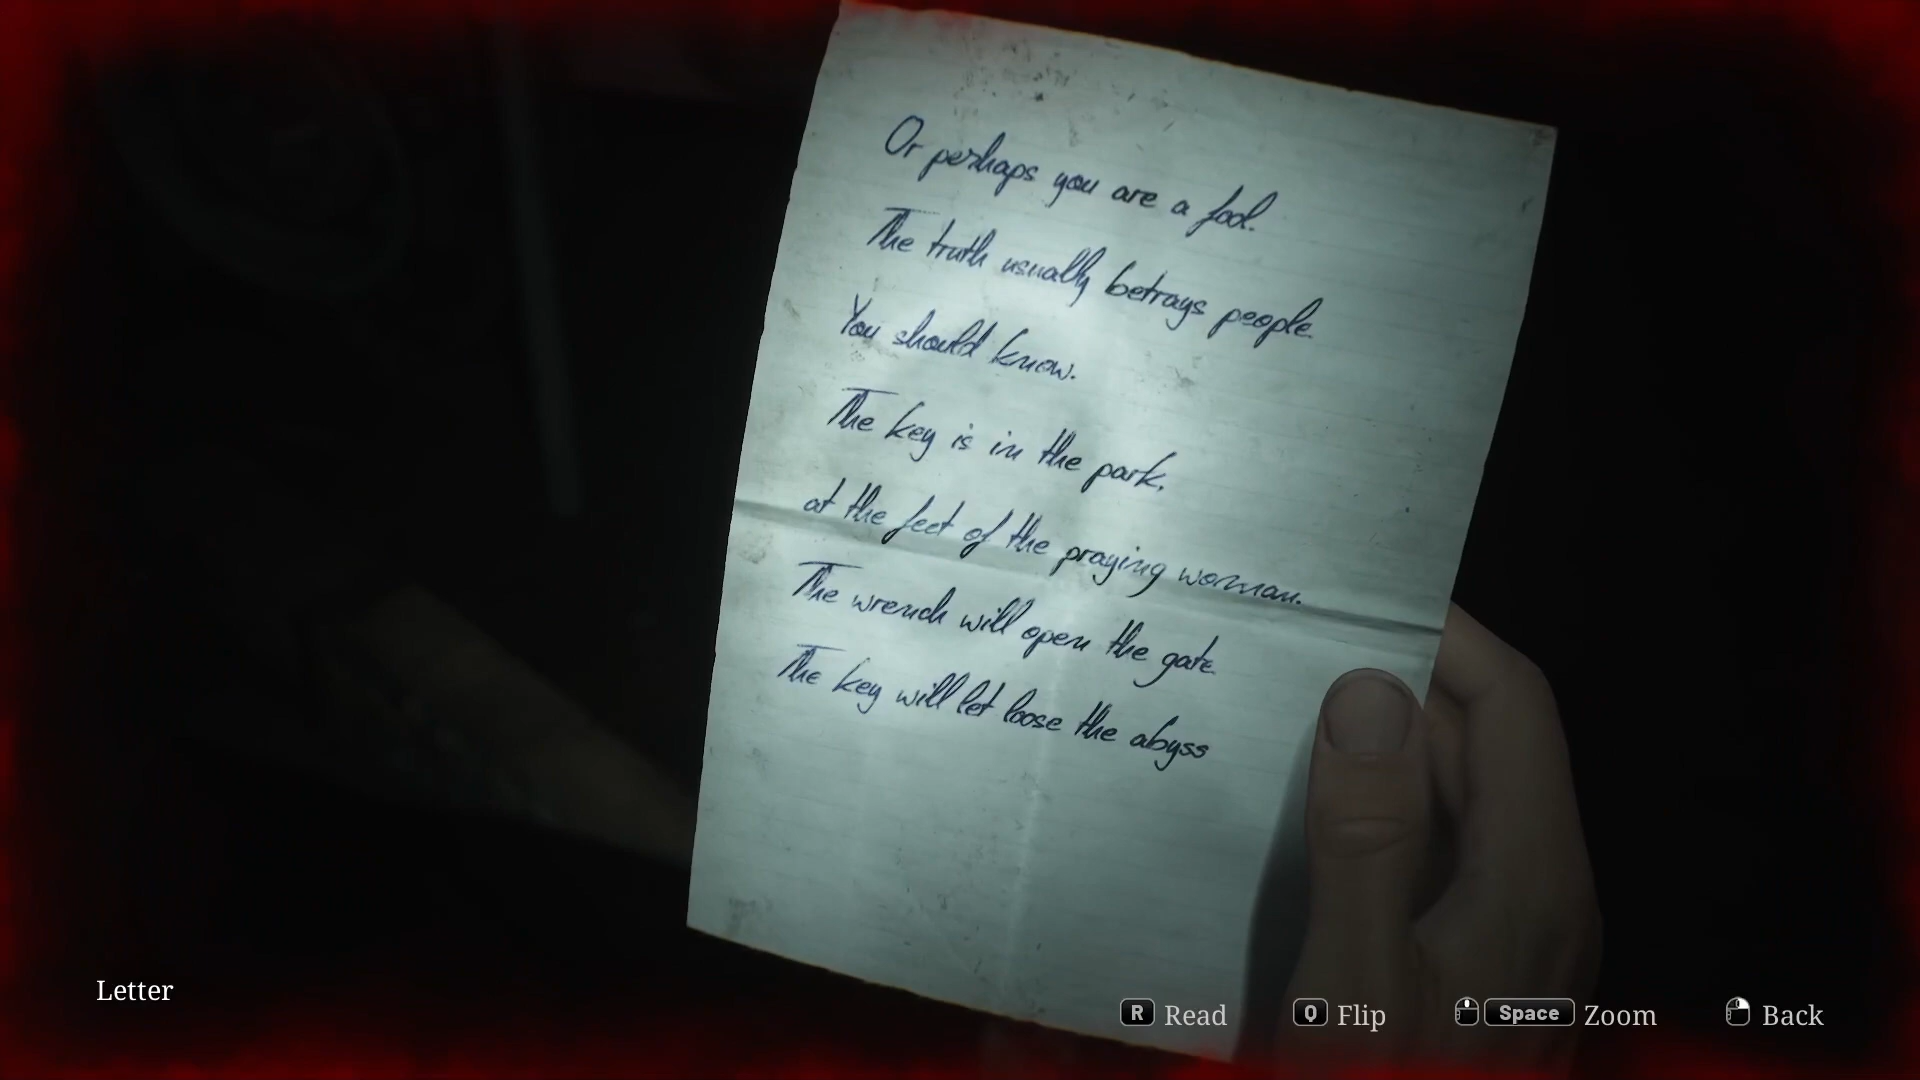 Or perhaps you are a fool.
The truth usually betrays people.
You should know.
The key is in the park,
at the feet of the praying woman.
The wrench will open the gate.
The key will let loose the abyss
Letter
R Read
Q Flip
Space Zoom
Back